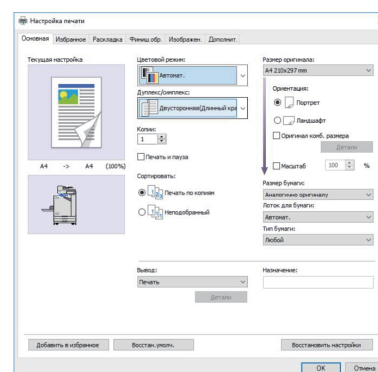 Настройка печати
Основная Избранное Раскладка Финиш.обр. Изображен. Дополнит.
Текущая настройка
A4 -> A4 (100%)
Цветовой режим:
Автомат.
Дуплекс/симплекс:
Двусторонняя(Длинный кра
Копии:
1
Печать и пауза
Сортировать:
Печать по копиям
Неподобранный
Вывод:
Печать
Детали
Размер оригинала:
A4 210x297 mm
Ориентация:
Портрет
Ландшафт
Оригинал комб. размера
Детали
Масштаб 100 %
Размер бумаги:
Аналогично оригиналу
Лоток для бумаги:
Автомат.
Тип бумаги:
Любой
Назначение:
Добавить в избранное Восстан.умолч. Восстановить настройки
OK Отмена